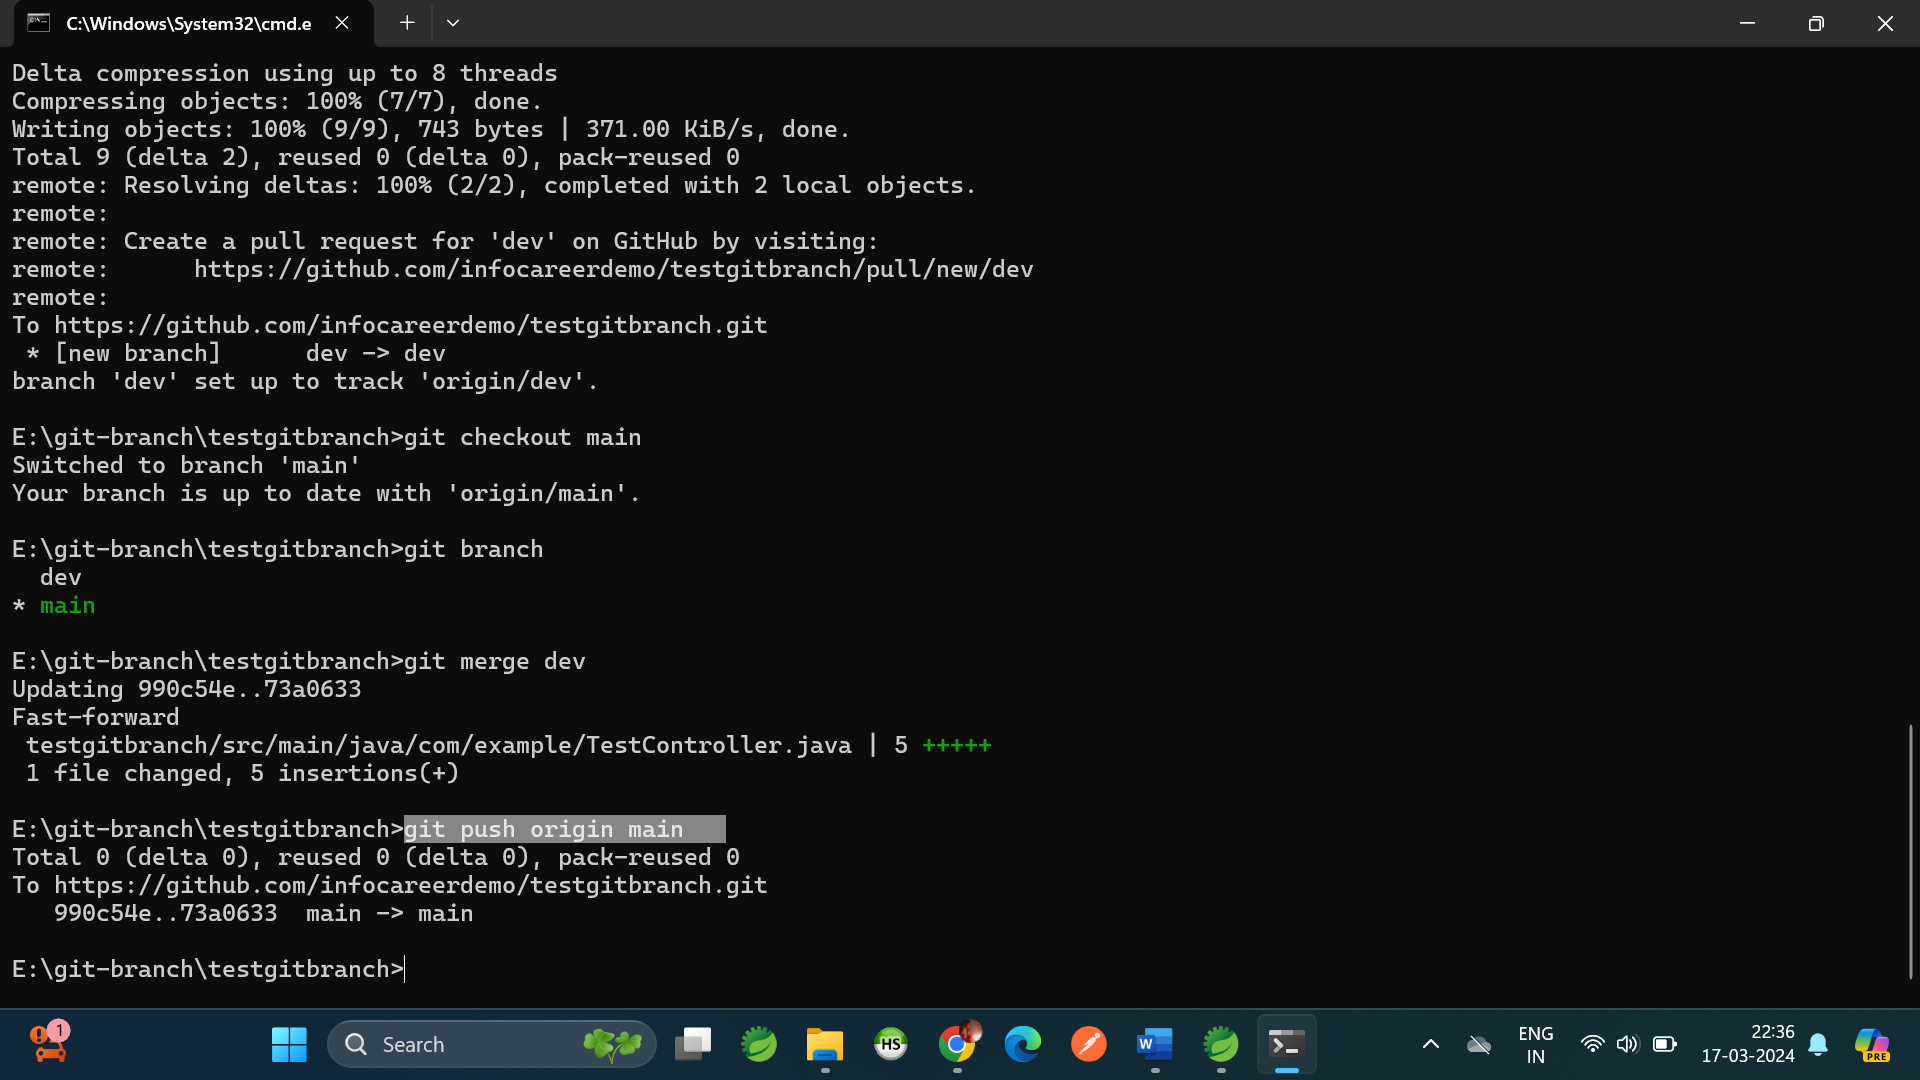 C:\Windows\System32\cmd.e
Delta compression using up to 8 threads
Compressing objects: 100% (7/7), done.
Writing objects: 100% (9/9), 743 bytes | 371.00 KiB/s, done.
Total 9 (delta 2), reused 0 (delta 0), pack-reused 0
remote: Resolving deltas: 100% (2/2), completed with 2 local objects.
remote:
remote: Create a pull request for 'dev' on GitHub by visiting:
remote:      https://github.com/infocareerdemo/testgitbranch/pull/new/dev
remote:
To https://github.com/infocareerdemo/testgitbranch.git
 * [new branch]      dev -> dev
branch 'dev' set up to track 'origin/dev'.
E:\git-branch\testgitbranch>git checkout main
Switched to branch 'main'
Your branch is up to date with 'origin/main'.
E:\git-branch\testgitbranch>git branch
  dev
* main
E:\git-branch\testgitbranch>git merge dev
Updating 990c54e..73a0633
Fast-forward
 testgitbranch/src/main/java/com/example/TestController.java | 5 +++++
 1 file changed, 5 insertions(+)
E:\git-branch\testgitbranch>git push origin main
Total 0 (delta 0), reused 0 (delta 0), pack-reused 0
To https://github.com/infocareerdemo/testgitbranch.git
   990c54e..73a0633  main -> main
E:\git-branch\testgitbranch>
1
Search
HS
W
ENG
IN
22:36
17-03-2024
PRE